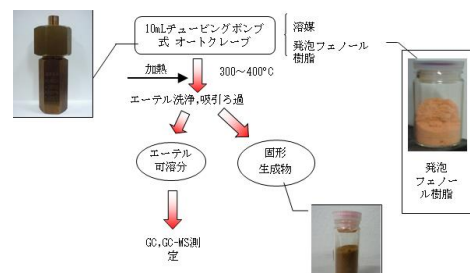 10mLチュービングボンブ
式 オートクレーブ
溶媒
発泡フェノール
樹脂
加熱
300～400℃
エーテル洗浄,吸引ろ過
エーテル
可溶分
固形
生成物
発泡
フェノー
ル樹脂
GC,GC-MS測
定